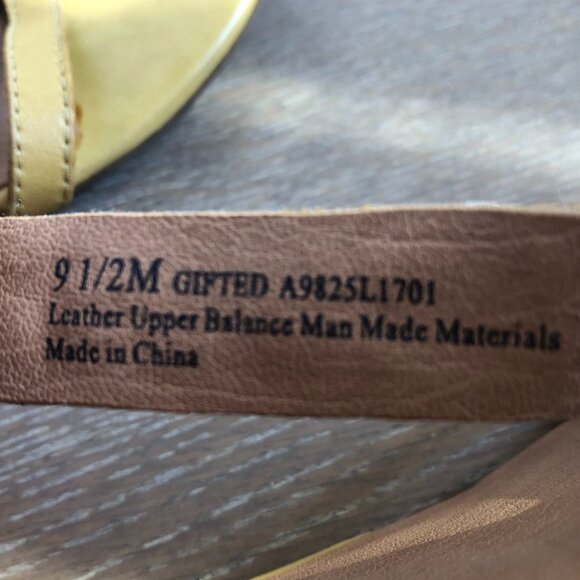 9 1/2M GIFTED A9825L1701
Leather Upper Balance Man Made Materials
Made in China